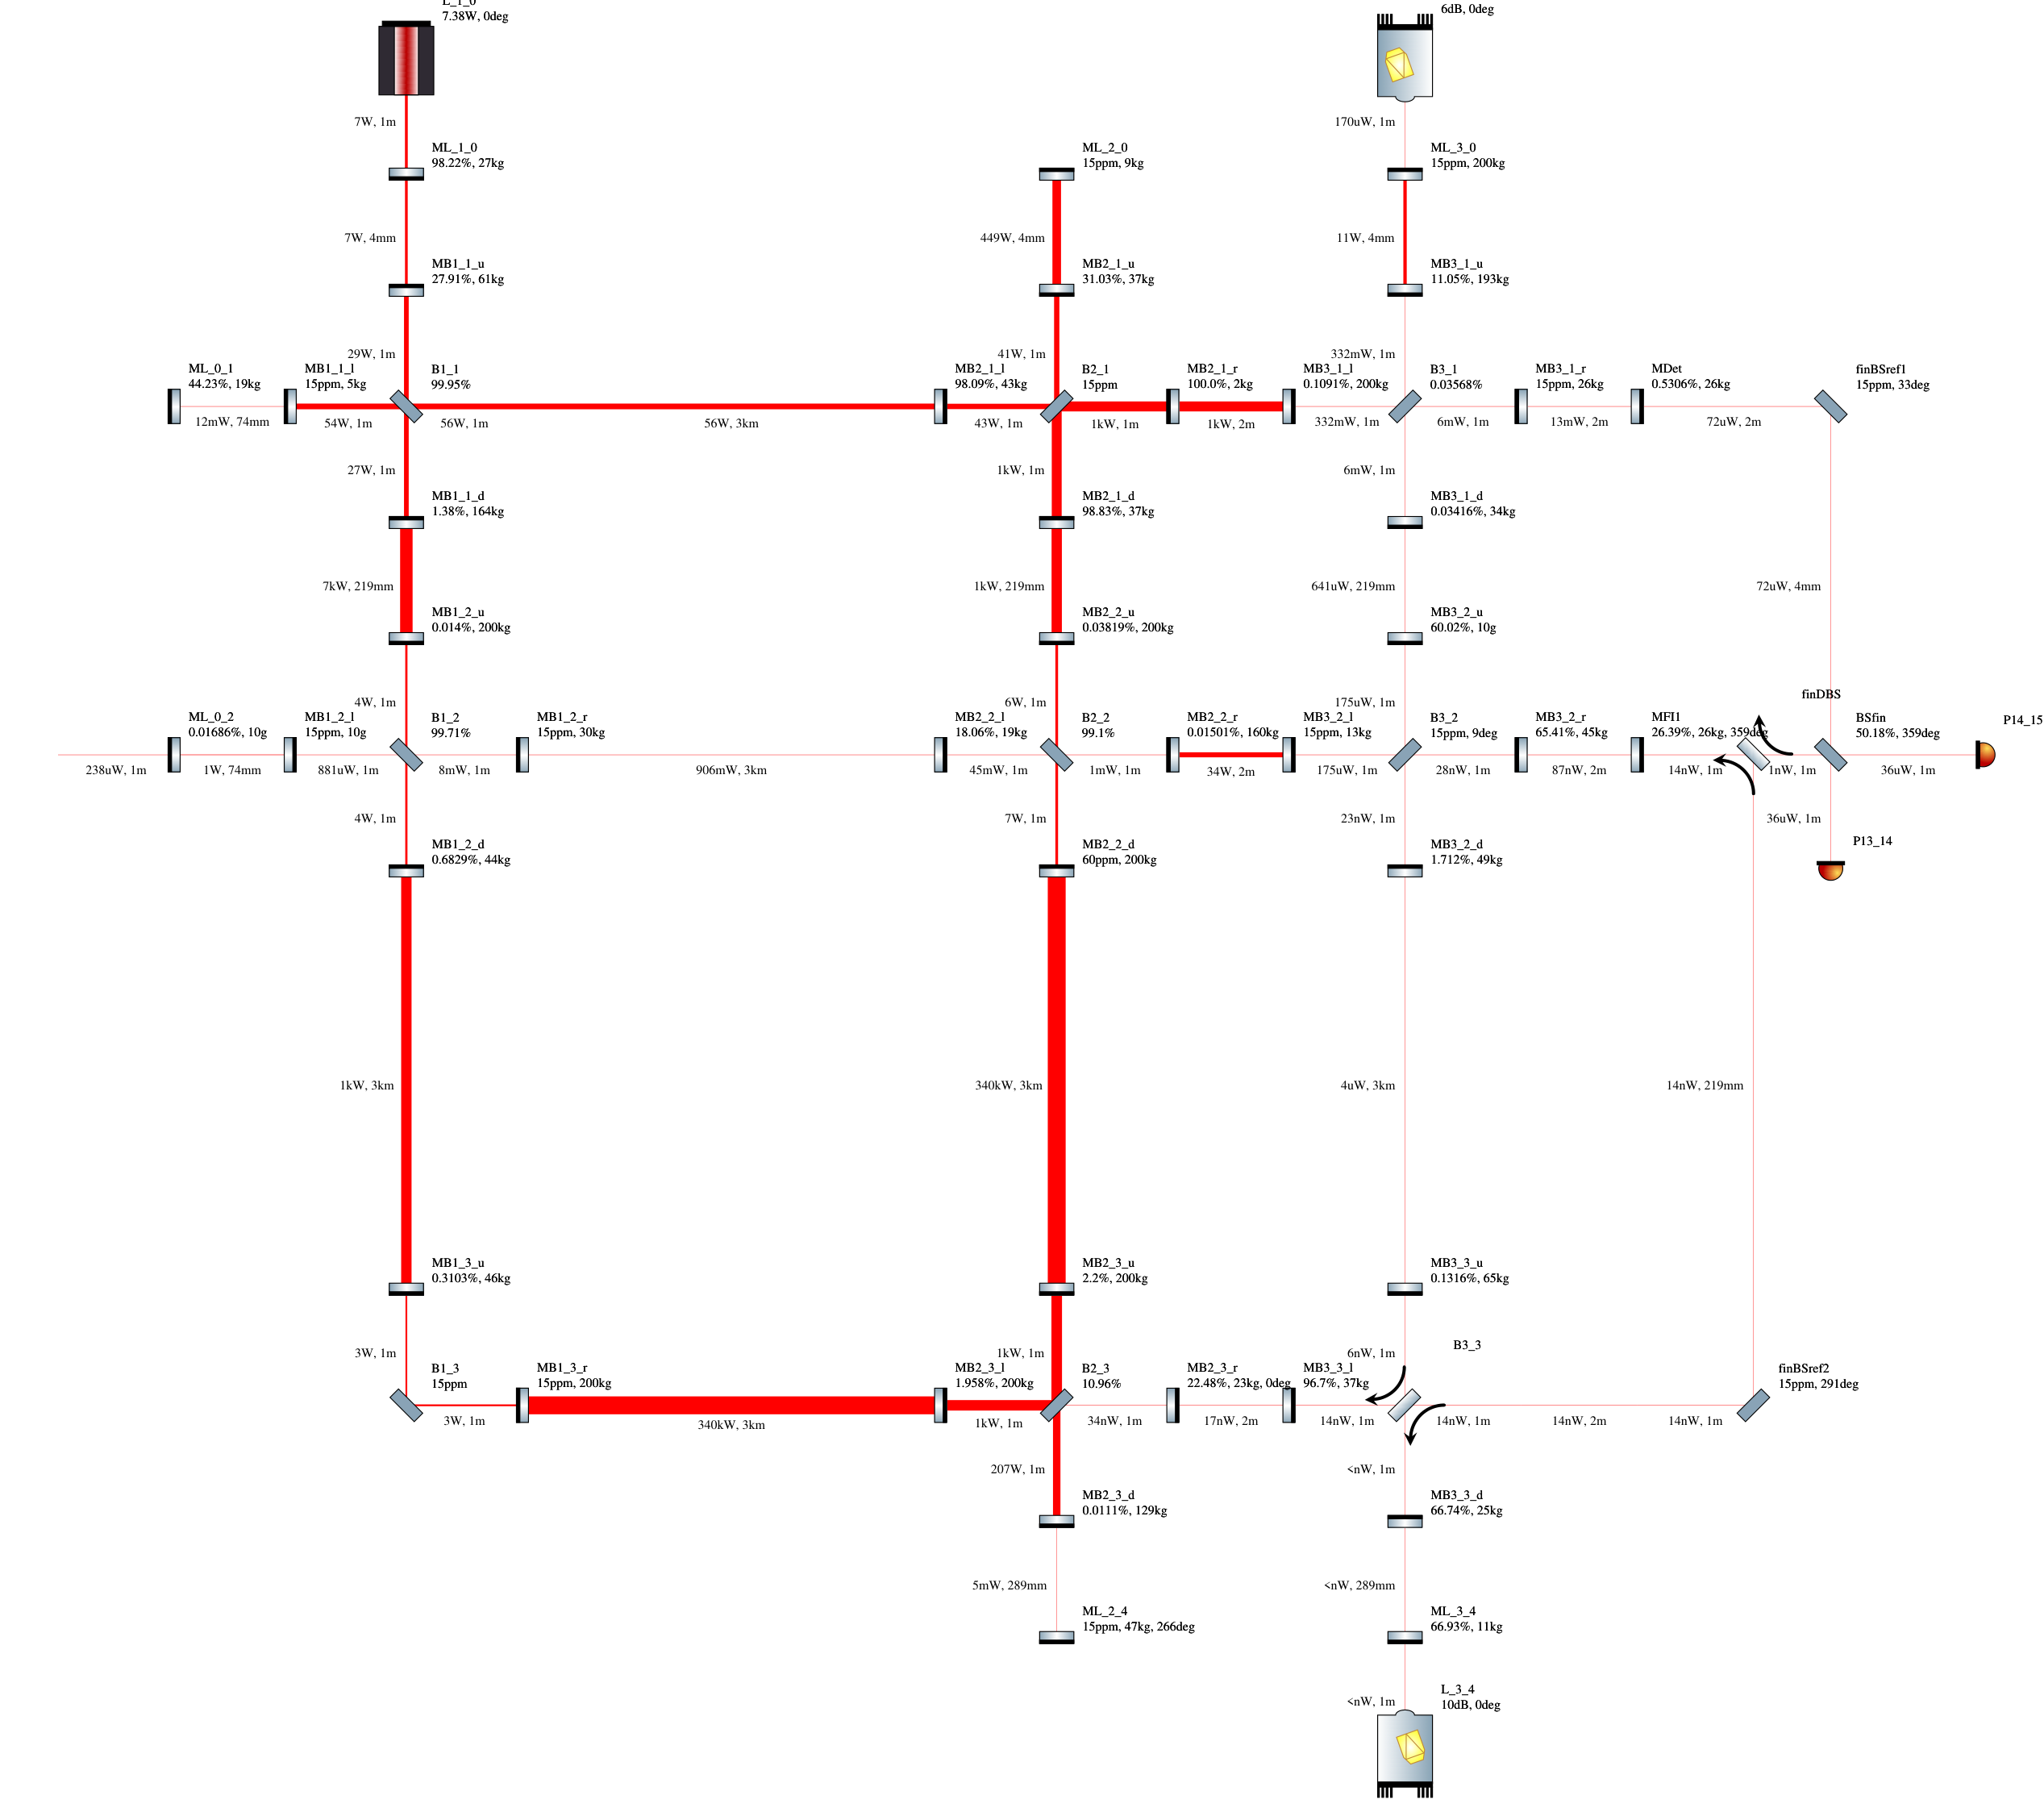 L_1_0
7.38W, 0deg
6dB, 0deg
7W, 1m
170uW, 1m
ML_1_0
98.22%, 27kg
ML_2_0
15ppm, 9kg
ML_3_0
15ppm, 200kg
7W, 4mm
449W, 4mm
11W, 4mm
MB1_1_u
27.91%, 61kg
MB2_1_u
31.03%, 37kg
MB3_1_u
11.05%, 193kg
29W, 1m
41W, 1m
332mW, 1m
ML_0_1
44.23%, 19kg
MB1_1_l
15ppm, 5kg
B1_1
99.95%
MB2_1_l
98.09%, 43kg
B2_1
15ppm
MB2_1_r
100.0%, 2kg
MB3_1_l
0.1091%, 200kg
B3_1
0.03568%
MB3_1_r
15ppm, 26kg
MDet
0.5306%, 26kg
finBSref1
15ppm, 33deg
12mW, 74mm
54W, 1m
56W, 1m
56W, 3km
43W, 1m
1kW, 1m
1kW, 2m
332mW, 1m
6mW, 1m
13mW, 2m
72uW, 2m
27W, 1m
1kW, 1m
6mW, 1m
MB1_1_d
1.38%, 164kg
MB2_1_d
98.83%, 37kg
MB3_1_d
0.03416%, 34kg
7kW, 219mm
1kW, 219mm
641uW, 219mm
72uW, 4mm
MB1_2_u
0.014%, 200kg
MB2_2_u
0.03819%, 200kg
MB3_2_u
60.02%, 10g
4W, 1m
6W, 1m
175uW, 1m
finDBS
ML_0_2
0.01686%, 10g
MB1_2_l
15ppm, 10g
B1_2
99.71%
MB1_2_r
15ppm, 30kg
MB2_2_l
18.06%, 19kg
B2_2
99.1%
MB2_2_r
0.01501%, 160kg
MB3_2_l
15ppm, 13kg
B3_2
15ppm, 9deg
MB3_2_r
65.41%, 45kg
MFI1
26.39%, 26kg, 359deg
BSfin
50.18%, 359deg
P14_15
238uW, 1m
1W, 74mm
881uW, 1m
8mW, 1m
906mW, 3km
45mW, 1m
1mW, 1m
34W, 2m
175uW, 1m
28nW, 1m
87nW, 2m
14nW, 1m
1nW, 1m
36uW, 1m
4W, 1m
7W, 1m
23nW, 1m
36uW, 1m
MB1_2_d
0.6829%, 44kg
MB2_2_d
60ppm, 200kg
MB3_2_d
1.712%, 49kg
P13_14
1kW, 3km
340kW, 3km
4uW, 3km
14nW, 219mm
MB1_3_u
0.3103%, 46kg
MB2_3_u
2.2%, 200kg
MB3_3_u
0.1316%, 65kg
3W, 1m
1kW, 1m
6nW, 1m
B3_3
B1_3
15ppm
MB1_3_r
15ppm, 200kg
MB2_3_l
1.958%, 200kg
B2_3
10.96%
MB2_3_r
22.48%, 23kg, 0deg
MB3_3_l
96.7%, 37kg
finBSref2
15ppm, 291deg
3W, 1m
340kW, 3km
1kW, 1m
34nW, 1m
17nW, 2m
14nW, 1m
14nW, 1m
14nW, 2m
14nW, 1m
207W, 1m
<nW, 1m
MB2_3_d
0.0111%, 129kg
MB3_3_d
66.74%, 25kg
5mW, 289mm
<nW, 289mm
ML_2_4
15ppm, 47kg, 266deg
ML_3_4
66.93%, 11kg
<nW, 1m
L_3_4
10dB, 0deg